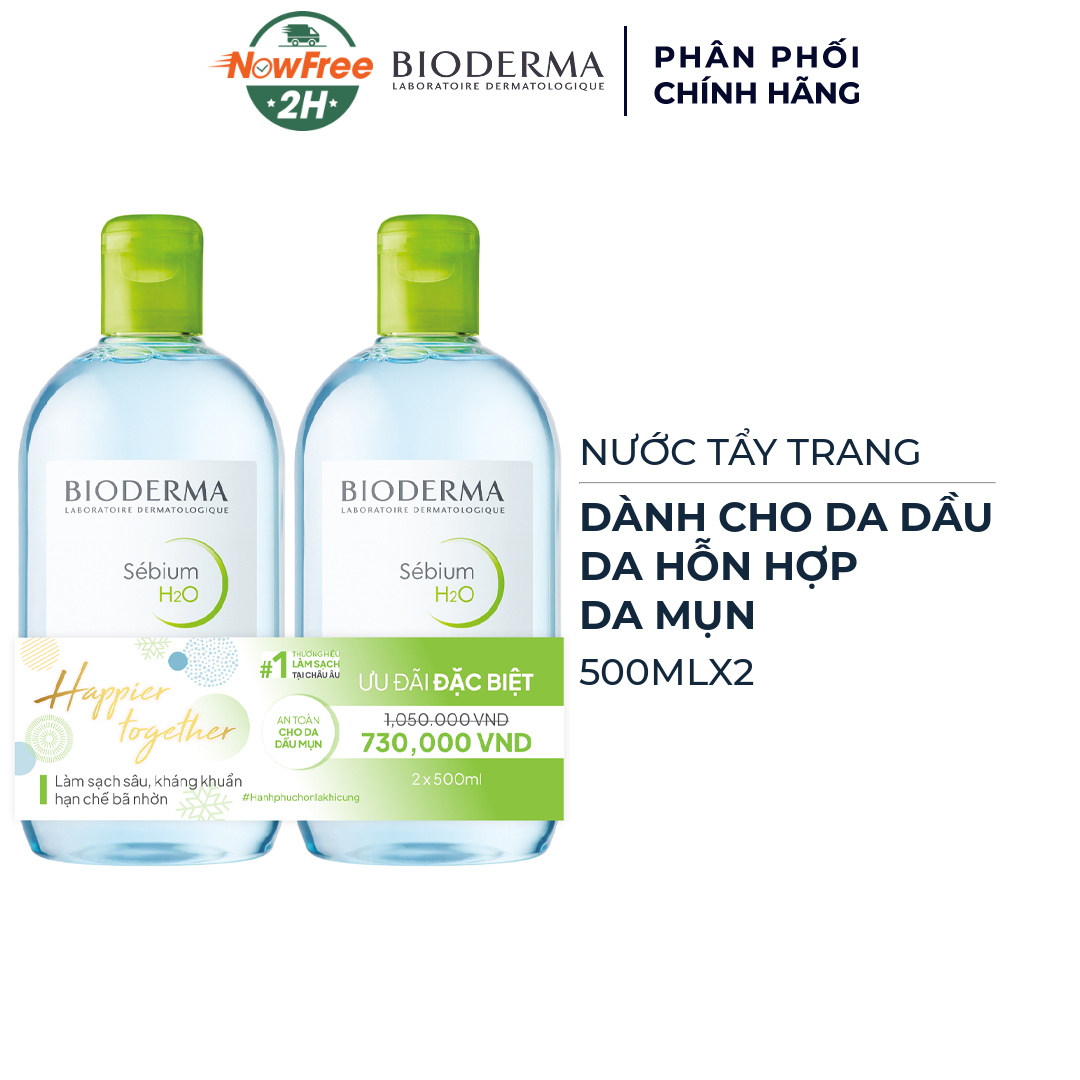 NowFree
2H
BIODERMA
LABORATOIRE DERMATOLOGIQUE
PHÂN PHỐI
CHÍNH HÃNG
BIODERMA
LABORATOIRE DERMATOLOGIQUE
Sébium
H2O
BIODERMA
LABORATOIRE DERMATOLOGIQUE
Sébium
H2O
NƯỚC TẨY TRANG
DÀNH CHO DA DẦU
DA HỖN HỢP
DA MỤN
500MLX2
Happier
together
Làm sạch sâu, kháng khuẩn
hạn chế bã nhờn
#1
THƯƠNG HIỆU
LÀM SẠCH
TẠI CHÂU ÂU
AN TOÀN
CHO DA
DẦU MỤN
#Hanhphuchonlakhicung
ƯU ĐÃI ĐẶC BIỆT
1,050.000 VND
730,000 VND
2 x 500ml